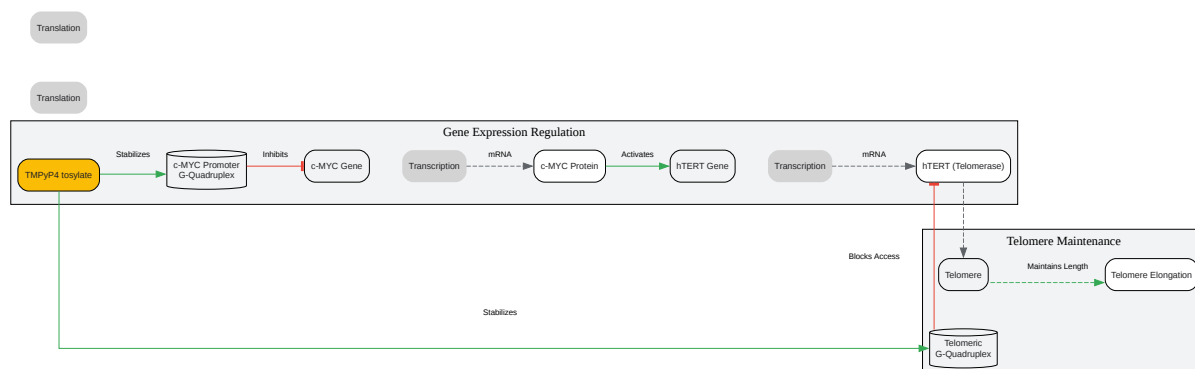 Translation
Translation
Gene Expression Regulation
TMPyP4 tosylate
Stabilizes
c-MYC Promoter
G-Quadruplex
Inhibits
c-MYC Gene
Transcription
mRNA
c-MYC Protein
Activates
hTERT Gene
Transcription
mRNA
hTERT (Telomerase)
Telomere Maintenance
Blocks Access
Telomere
Maintains Length
Telomere Elongation
Stabilizes
Telomeric
G-Quadruplex